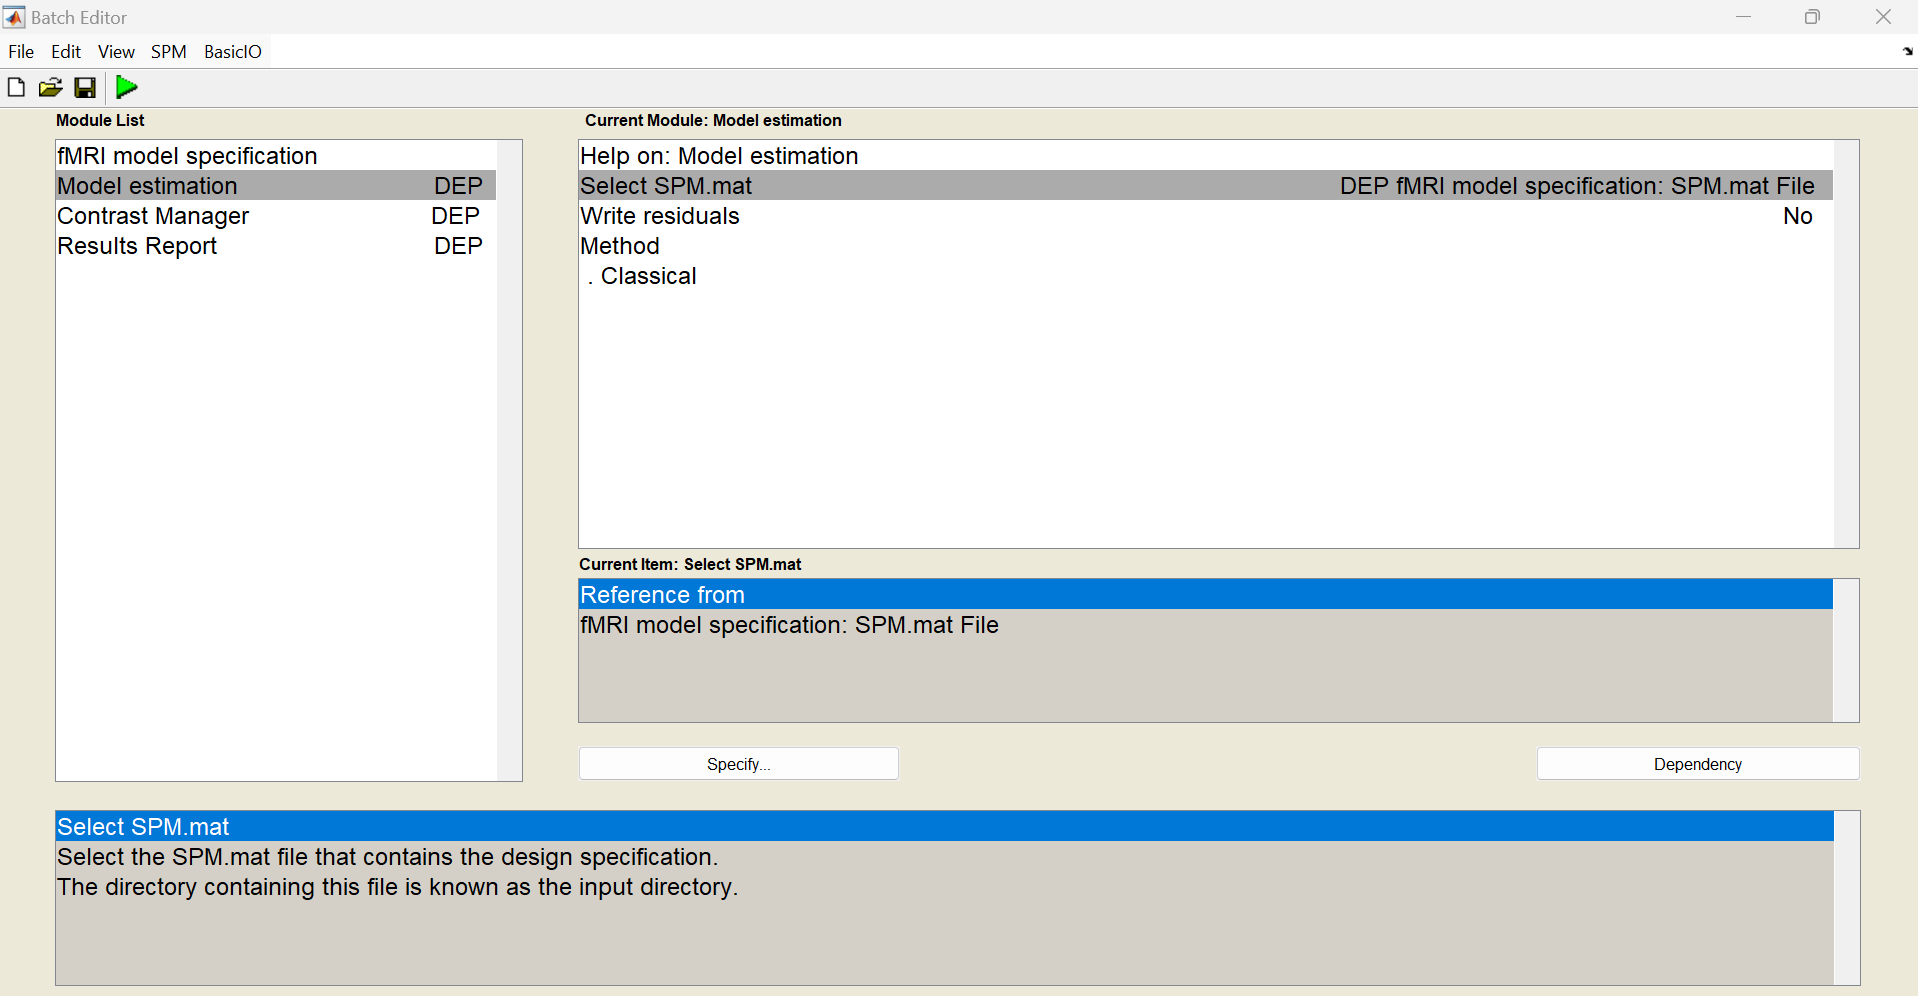 Batch Editor
File Edit View SPM BasicIO
Module List
fMRI model specification
Model estimation DEP
Contrast Manager DEP
Results Report DEP
Current Module: Model estimation
Help on: Model estimation
Select SPM.mat DEP fMRI model specification: SPM.mat File
Write residuals No
Method
. Classical
Current Item: Select SPM.mat
Reference from
fMRI model specification: SPM.mat File
Specify... Dependency
Select SPM.mat
Select the SPM.mat file that contains the design specification.
The directory containing this file is known as the input directory.